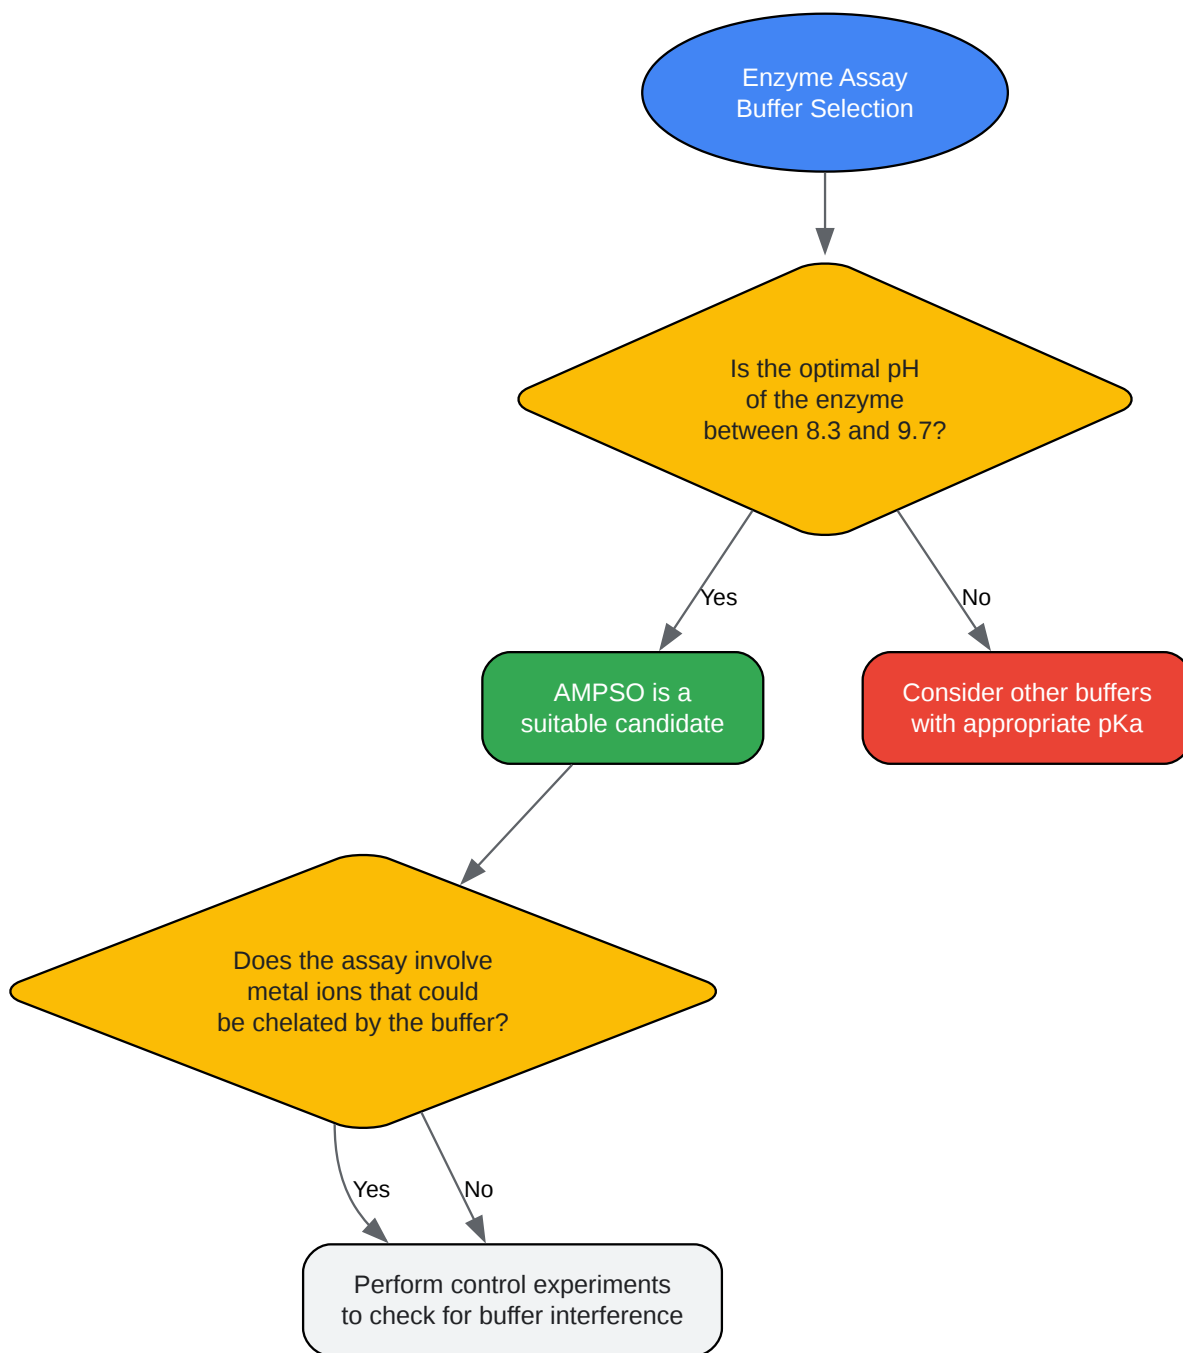 Enzyme Assay
Buffer Selection
Is the optimal pH
of the enzyme
between 8.3 and 9.7?
Yes
No
AMPSO is a
suitable candidate
Consider other buffers
with appropriate pKa
Does the assay involve
metal ions that could
be chelated by the buffer?
Yes
No
Perform control experiments
to check for buffer interference